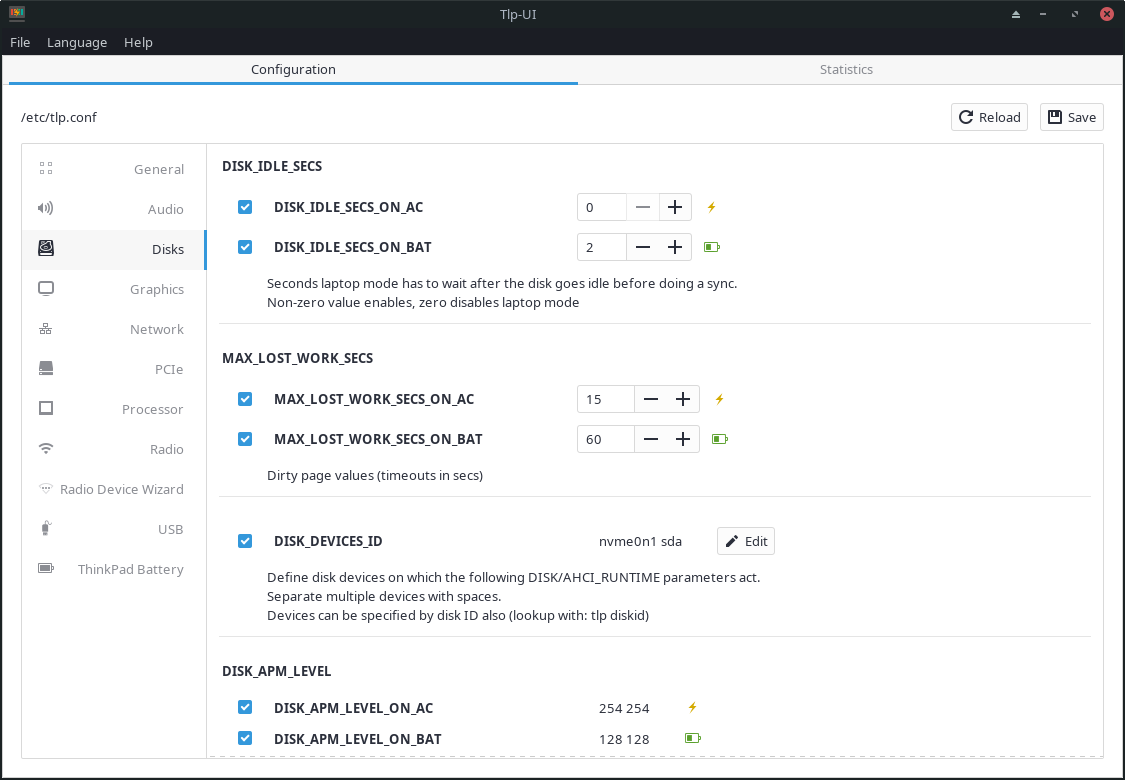 Tlp-UI
File Language Help
Configuration Statistics
/etc/tlp.conf Reload Save
General
Audio
Disks
Graphics
Network
PCIe
Processor
Radio
Radio Device Wizard
USB
ThinkPad Battery
DISK_IDLE_SECS
DISK_IDLE_SECS_ON_AC 0
DISK_IDLE_SECS_ON_BAT 2
Seconds laptop mode has to wait after the disk goes idle before doing a sync.
Non-zero value enables, zero disables laptop mode
MAX_LOST_WORK_SECS
MAX_LOST_WORK_SECS_ON_AC 15
MAX_LOST_WORK_SECS_ON_BAT 60
Dirty page values (timeouts in secs)
DISK_DEVICES_ID nvme0n1 sda Edit
Define disk devices on which the following DISK/AHCI_RUNTIME parameters act.
Separate multiple devices with spaces.
Devices can be specified by disk ID also (lookup with: tlp diskid)
DISK_APM_LEVEL
DISK_APM_LEVEL_ON_AC 254 254
DISK_APM_LEVEL_ON_BAT 128 128